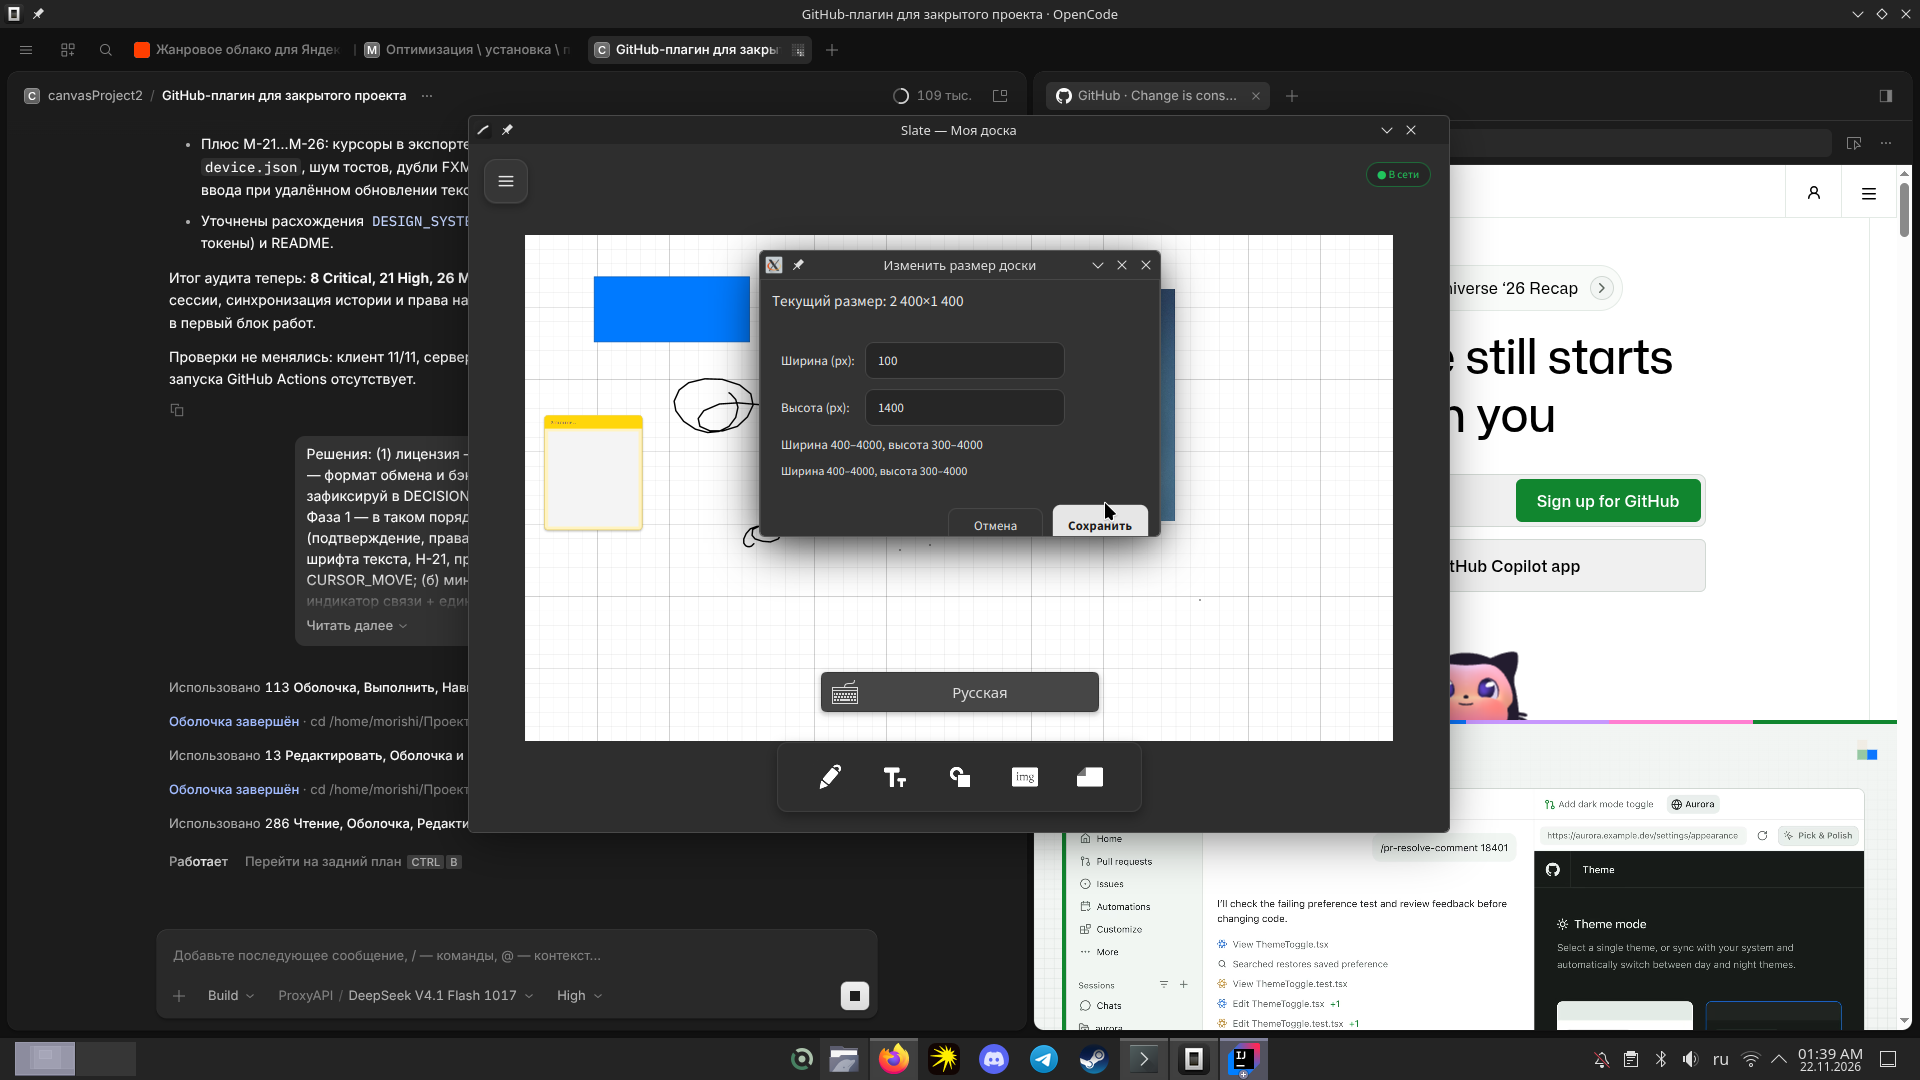 GitHub-плагин для закрытого проекта · OpenCode
Жанровое облако для Яндек
M Оптимизация \ установка \ п
C GitHub-плагин для закры
C canvasProject2 / GitHub-плагин для закрытого проекта ···
109 тыс.
Плюс M-21…M-26: курсоры в экспорте
device.json, шум тостов, дубли FXM
ввода при удалённом обновлении текс
Уточнены расхождения DESIGN_SYSTE
токены) и README.
Итог аудита теперь: 8 Critical, 21 High, 26 M
сессии, синхронизация истории и права на
в первый блок работ.
Проверки не менялись: клиент 11/11, сервер
запуска GitHub Actions отсутствует.
Решения: (1) лицензия –
— формат обмена и бэк
зафиксируй в DECISION
Фаза 1 — в таком поряд
(подтверждение, права
шрифта текста, H-21, пр
CURSOR_MOVE; (б) мин
индикатор связи + един
Читать далее
Использовано 113 Оболочка, Выполнить, Нав
Оболочка завершён · cd /home/morishi/Проект
Использовано 13 Редактировать, Оболочка и
Оболочка завершён · cd /home/morishi/Проект
Использовано 286 Чтение, Оболочка, Редакти
Работает Перейти на задний план CTRL B
Добавьте последующее сообщение, / — команды, @ — контекст...
Build ProxyAPI / DeepSeek V4.1 Flash 1017 High
Slate — Моя доска
В сети
Изменить размер доски
Текущий размер: 2 400×1 400
Ширина (px): 100
Высота (px): 1400
Ширина 400–4000, высота 300–4000
Ширина 400–4000, высота 300–4000
Отмена Сохранить
Русская
Tт
img
GitHub · Change is cons...
niverse ‘26 Recap
e still starts
n you
Sign up for GitHub
tHub Copilot app
Home
Pull requests
Issues
Automations
Customize
More
Sessions
Chats
aurora
/pr-resolve-comment 18401
I'll check the failing preference test and review feedback before
changing code.
View ThemeToggle.tsx
Searched restores saved preference
View ThemeToggle.test.tsx
Edit ThemeToggle.tsx +1
Edit ThemeToggle.test.tsx +1
Add dark mode toggle
Aurora
https://aurora.example.dev/settings/appearance
Pick & Polish
Theme
Theme mode
Select a single theme, or sync with your system and
automatically switch between day and night themes.
IJ
ru
01:39 AM
22.11.2026